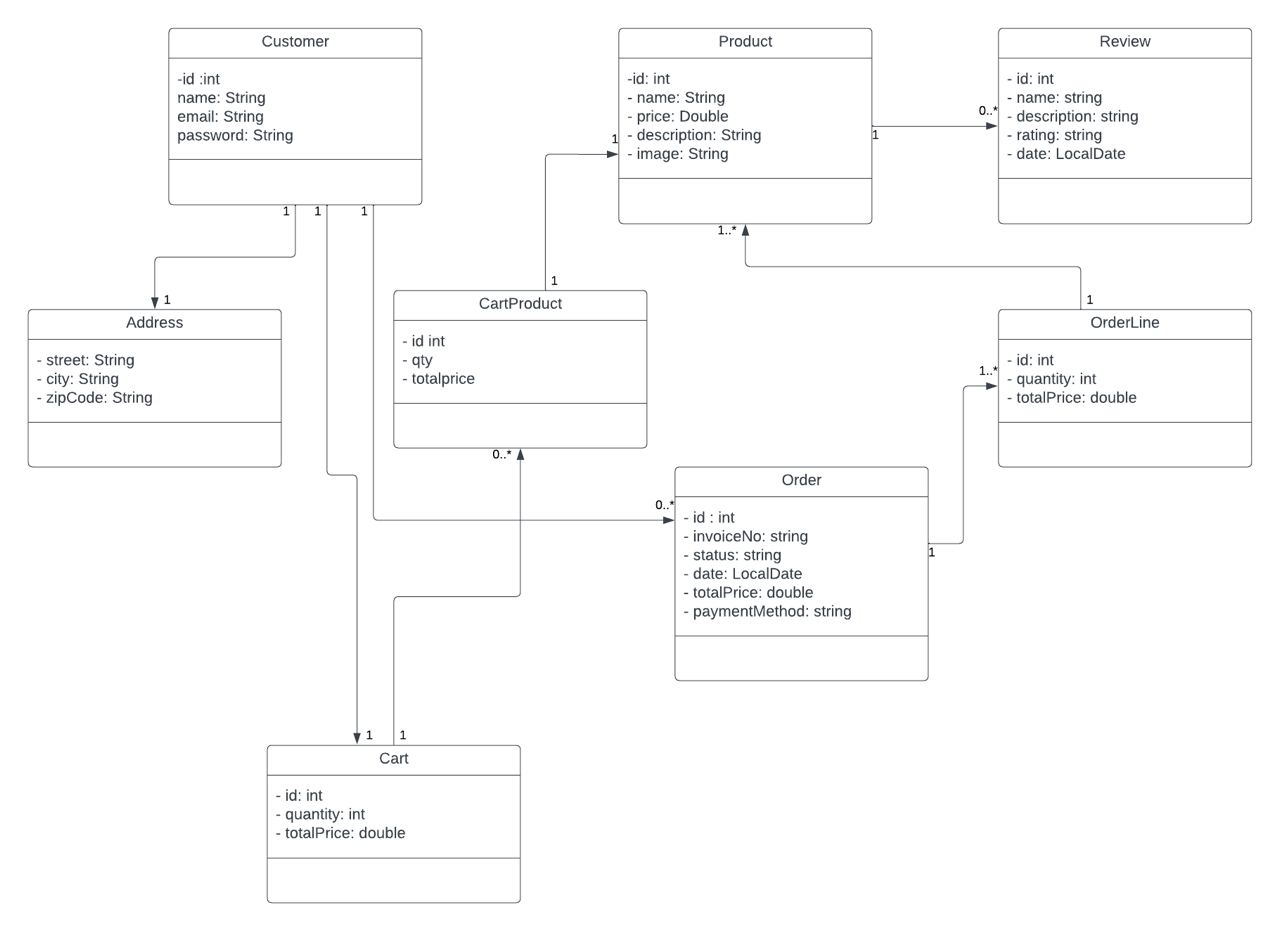 Customer
-id :int
name: String
email: String
password: String
Product
-id: int
- name: String
- price: Double
- description: String
- image: String
Review
- id: int
- name: string
- description: string
- rating: string
- date: LocalDate
1
0..*
1
1
1
1
1..*
1
1
1
Address
- street: String
- city: String
- zipCode: String
CartProduct
- id int
- qty
- totalprice
OrderLine
- id: int
- quantity: int
- totalPrice: double
1..*
0..*
0..*
Order
- id : int
- invoiceNo: string
- status: string
- date: LocalDate
- totalPrice: double
- paymentMethod: string
1
1
1
Cart
- id: int
- quantity: int
- totalPrice: double